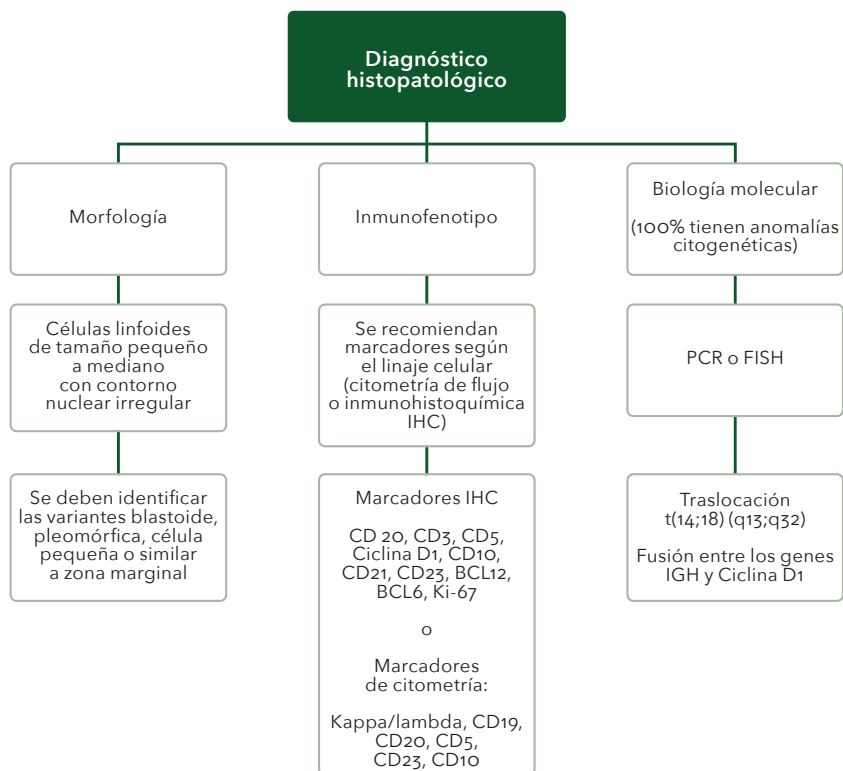 Diagnóstico
histopatológico
Morfología
Células linfoides
de tamaño pequeño
a mediano
con contorno
nuclear irregular
Se deben identificar
las variantes blastoide,
pleomórfica, célula
pequeña o similar
a zona marginal
Inmunofenotipo
Se recomiendan
marcadores según
el linaje celular
(citometría de flujo
o inmunohistoquímica
IHC)
Marcadores IHC
CD 20, CD3, CD5,
Ciclina D1, CD10,
CD21, CD23, BCL12,
BCL6, Ki-67
o
Marcadores
de citometría:
Kappa/lambda, CD19,
CD20, CD5,
CD23, CD10
Biología molecular
(100% tienen anomalías
citogenéticas)
PCR o FISH
Traslocación
t(14;18) (q13;q32)
Fusión entre los genes
IGH y Ciclina D1